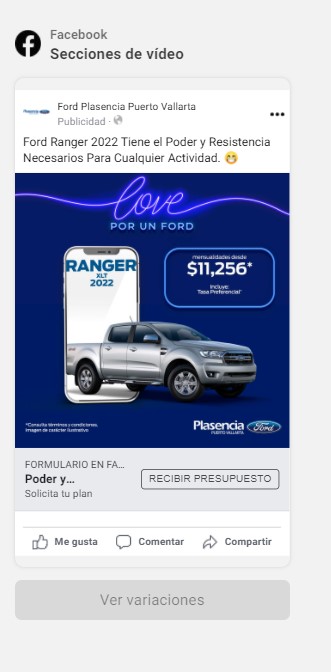 Facebook
Secciones de vídeo
Ford Plasencia Puerto Vallarta
Publicidad ·
Ford Ranger 2022 Tiene el Poder y Resistencia
Necesarios Para Cualquier Actividad. 😁
love
POR UN FORD
RANGER
XLT
2022
mensualidades desde
$11,256*
Incluye:
Tasa Preferencial*
*Consulta términos y condiciones.
Imagen de carácter ilustrativo
Plasencia Ford
PUERTO VALLARTA
FORMULARIO EN FA...
Poder y...
Solicita tu plan
RECIBIR PRESUPUESTO
Me gusta
Comentar
Compartir
Ver variaciones